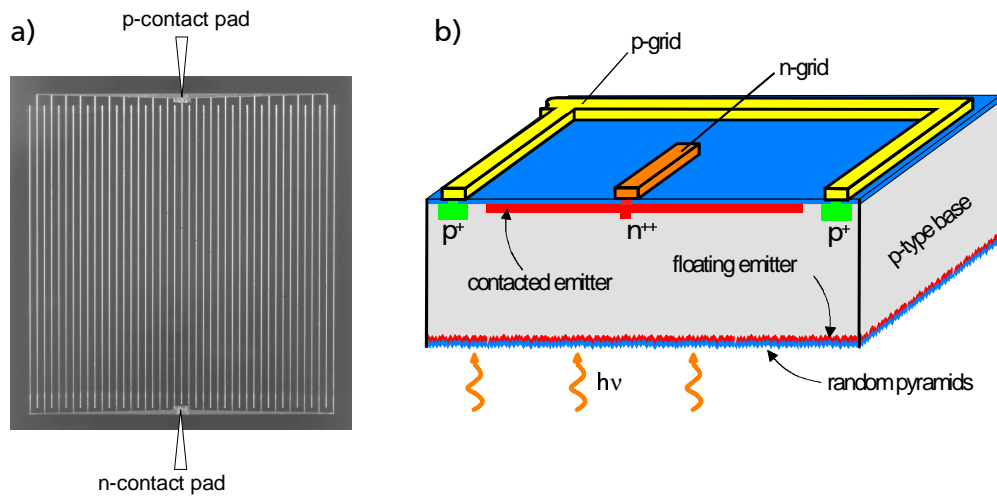 a)
p-contact pad
n-contact pad
b)
p-grid
n-grid
p⁺
n⁺⁺
p⁺
p-type base
contacted emitter
floating emitter
hν
random pyramids